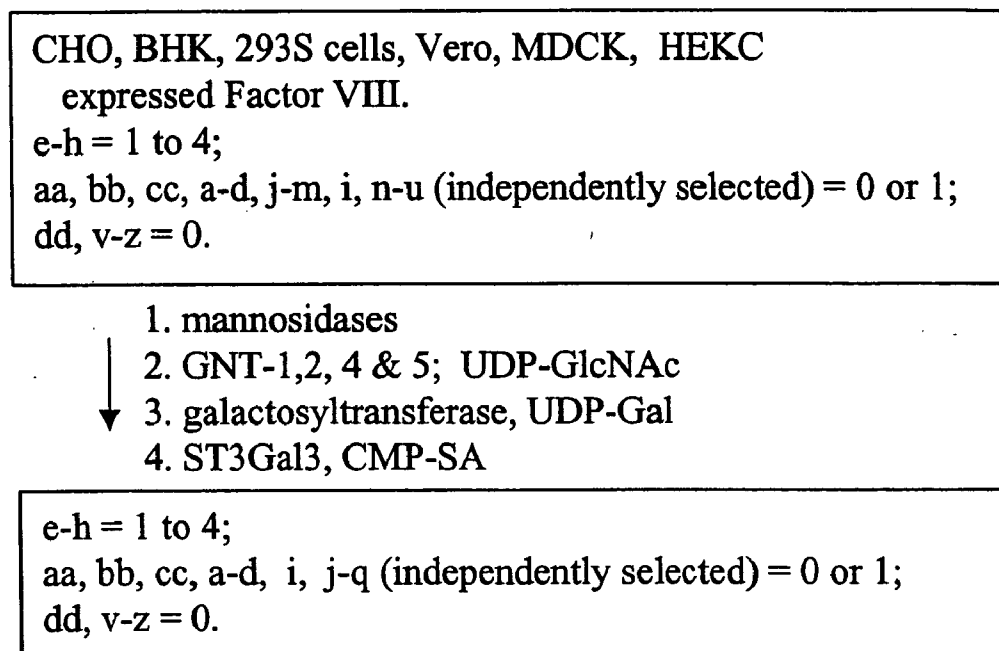 CHO, BHK, 293S cells, Vero, MDCK, HEKC
expressed Factor VIII.
e-h = 1 to 4;
aa, bb, cc, a-d, j-m, i, n-u (independently selected) = 0 or 1;
dd, v-z = 0.
1. mannosidases
2. GNT-1,2, 4 & 5; UDP-GlcNAc
3. galactosyltransferase, UDP-Gal
4. ST3Gal3, CMP-SA
e-h = 1 to 4;
aa, bb, cc, a-d, i, j-q (independently selected) = 0 or 1;
dd, v-z = 0.